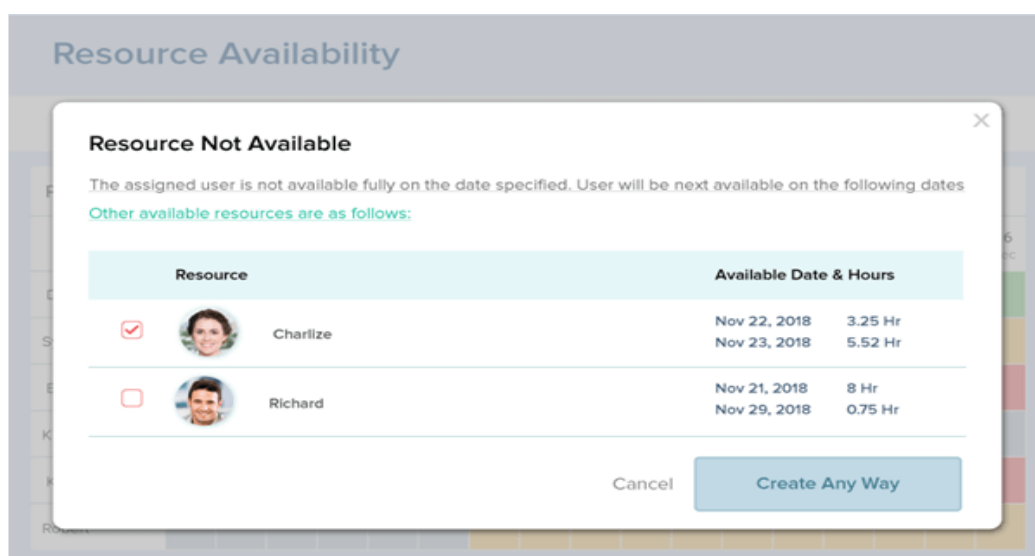 Resource Availability
×
Resource Not Available
The assigned user is not available fully on the date specified. User will be next available on the following dates
Other available resources are as follows:
Resource Available Date & Hours
Charlize
Nov 22, 2018 3.25 Hr
Nov 23, 2018 5.52 Hr
Richard
Nov 21, 2018 8 Hr
Nov 29, 2018 0.75 Hr
Cancel Create Any Way